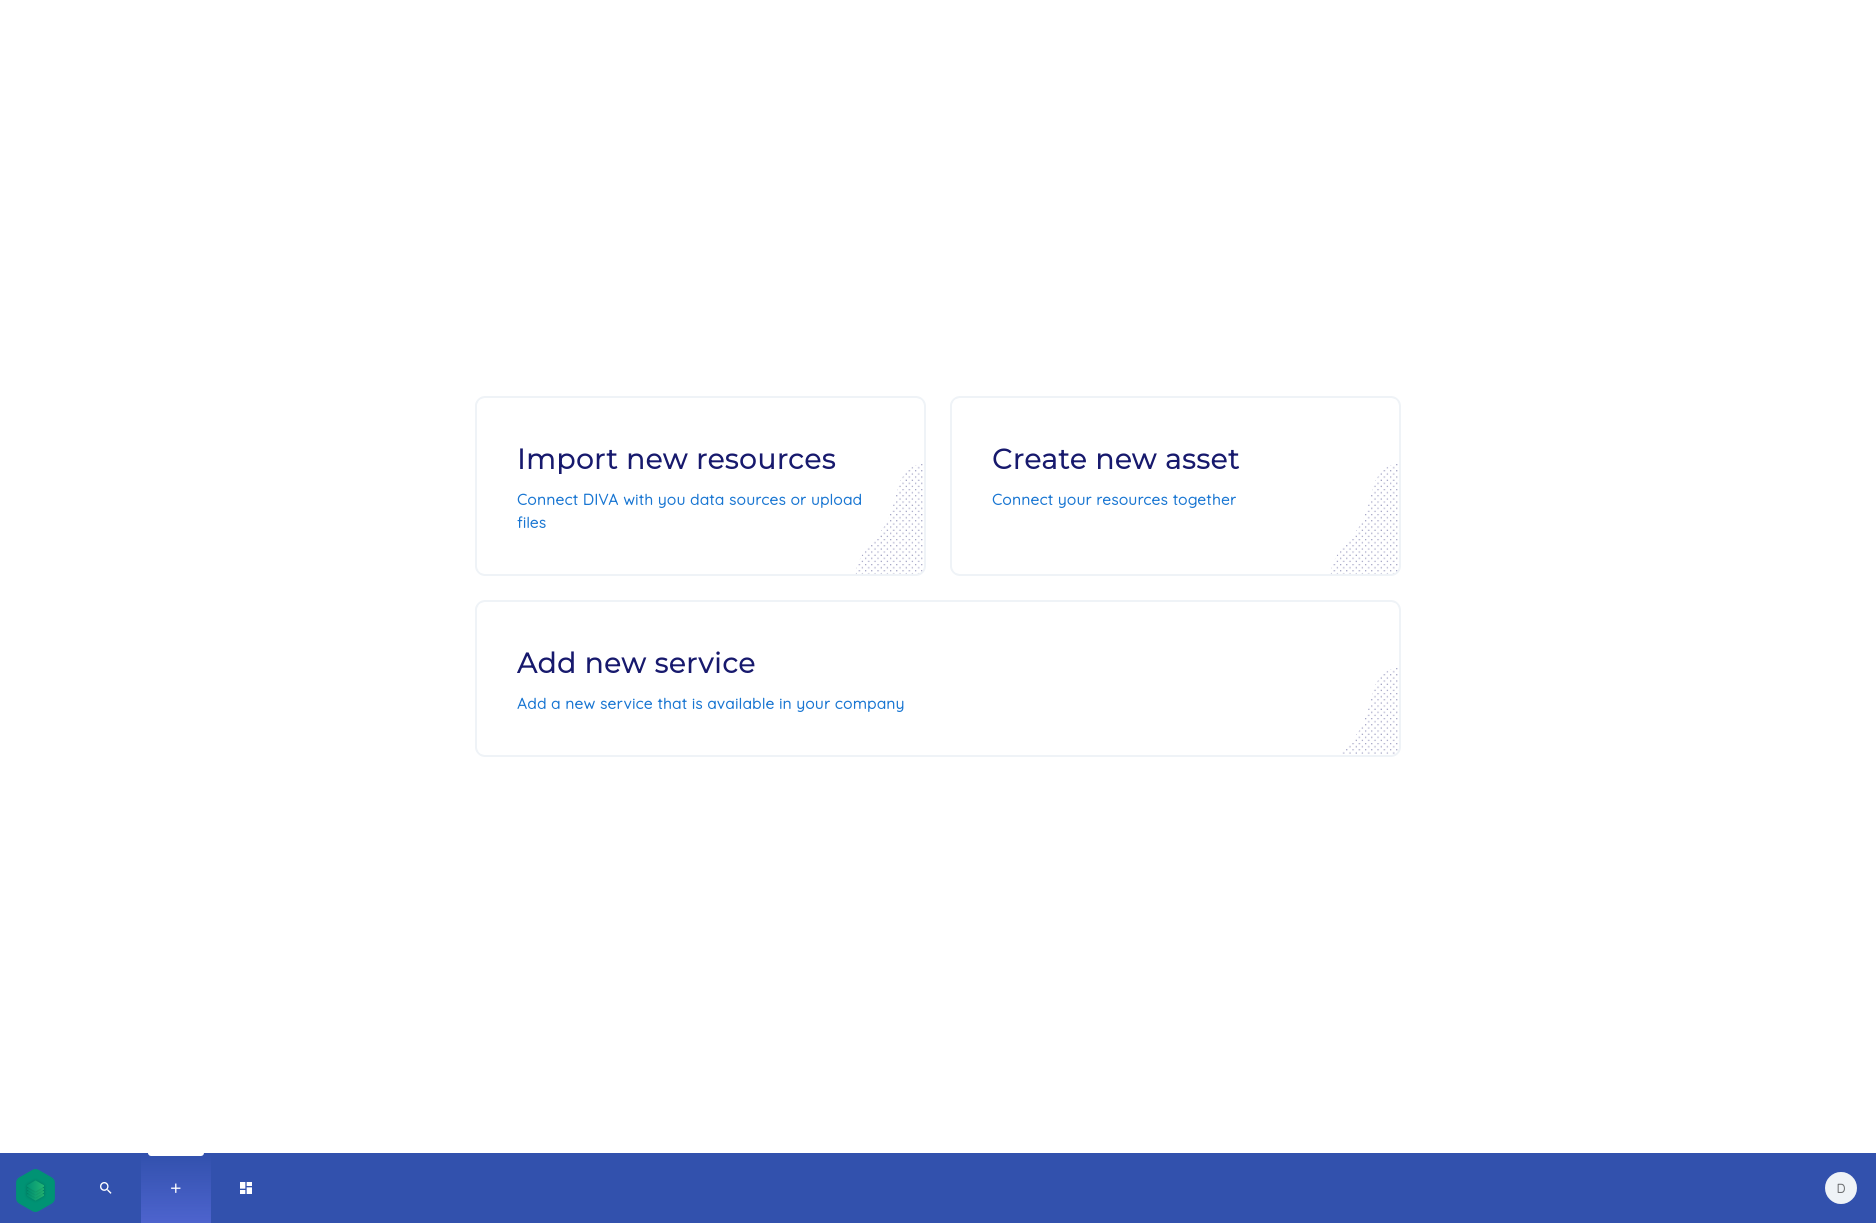 Import new resources
Connect DIVA with you data sources or upload
files
Create new asset
Connect your resources together
Add new service
Add a new service that is available in your company
D